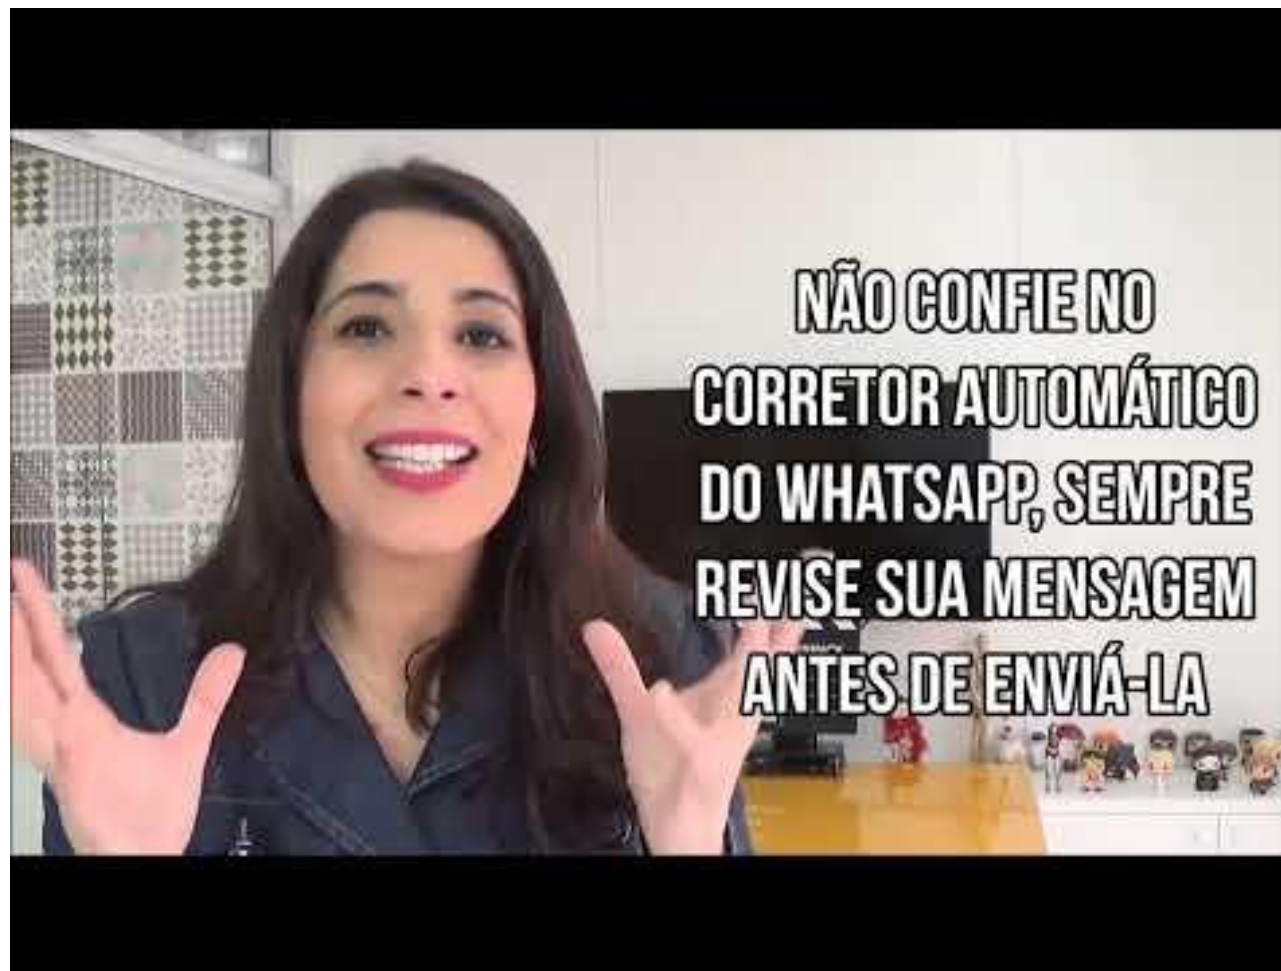 NÃO CONFIE NO
CORRETOR AUTOMÁTICO
DO WHATSAPP, SEMPRE
REVISE SUA MENSAGEM
ANTES DE ENVIÁ-LA